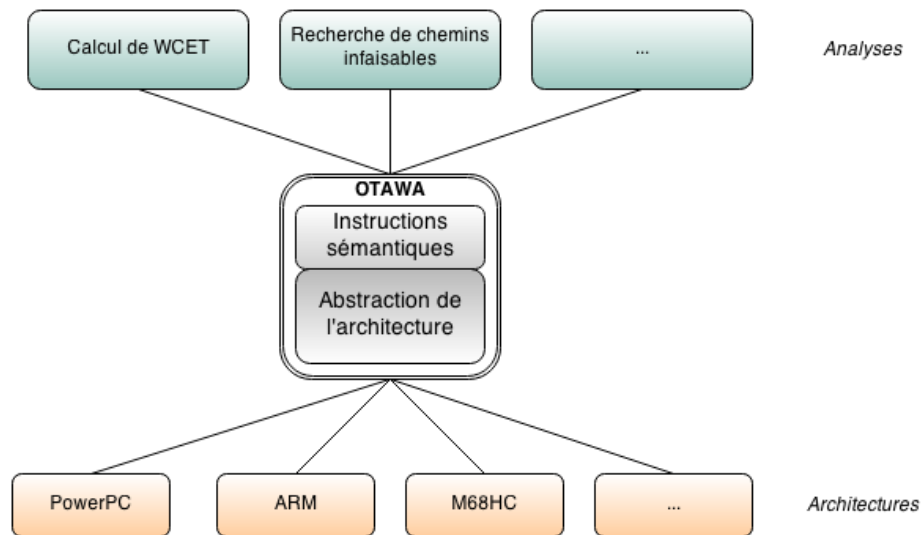 Calcul de WCET
Recherche de chemins
infaisables
...
Analyses
OTAWA
Instructions
sémantiques
Abstraction de
l'architecture
PowerPC
ARM
M68HC
...
Architectures